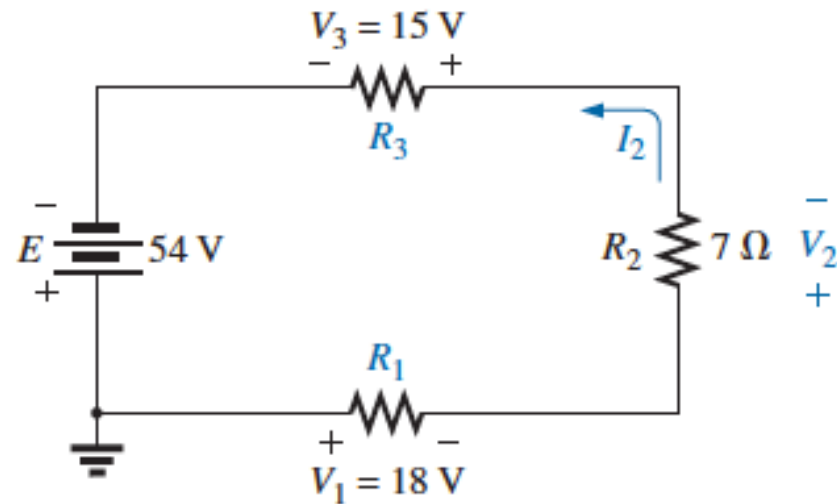 V3 = 15 V
− +
R3
I2
−
E 54 V
+
R2 7 Ω
−
V2
+
R1
+ −
V1 = 18 V